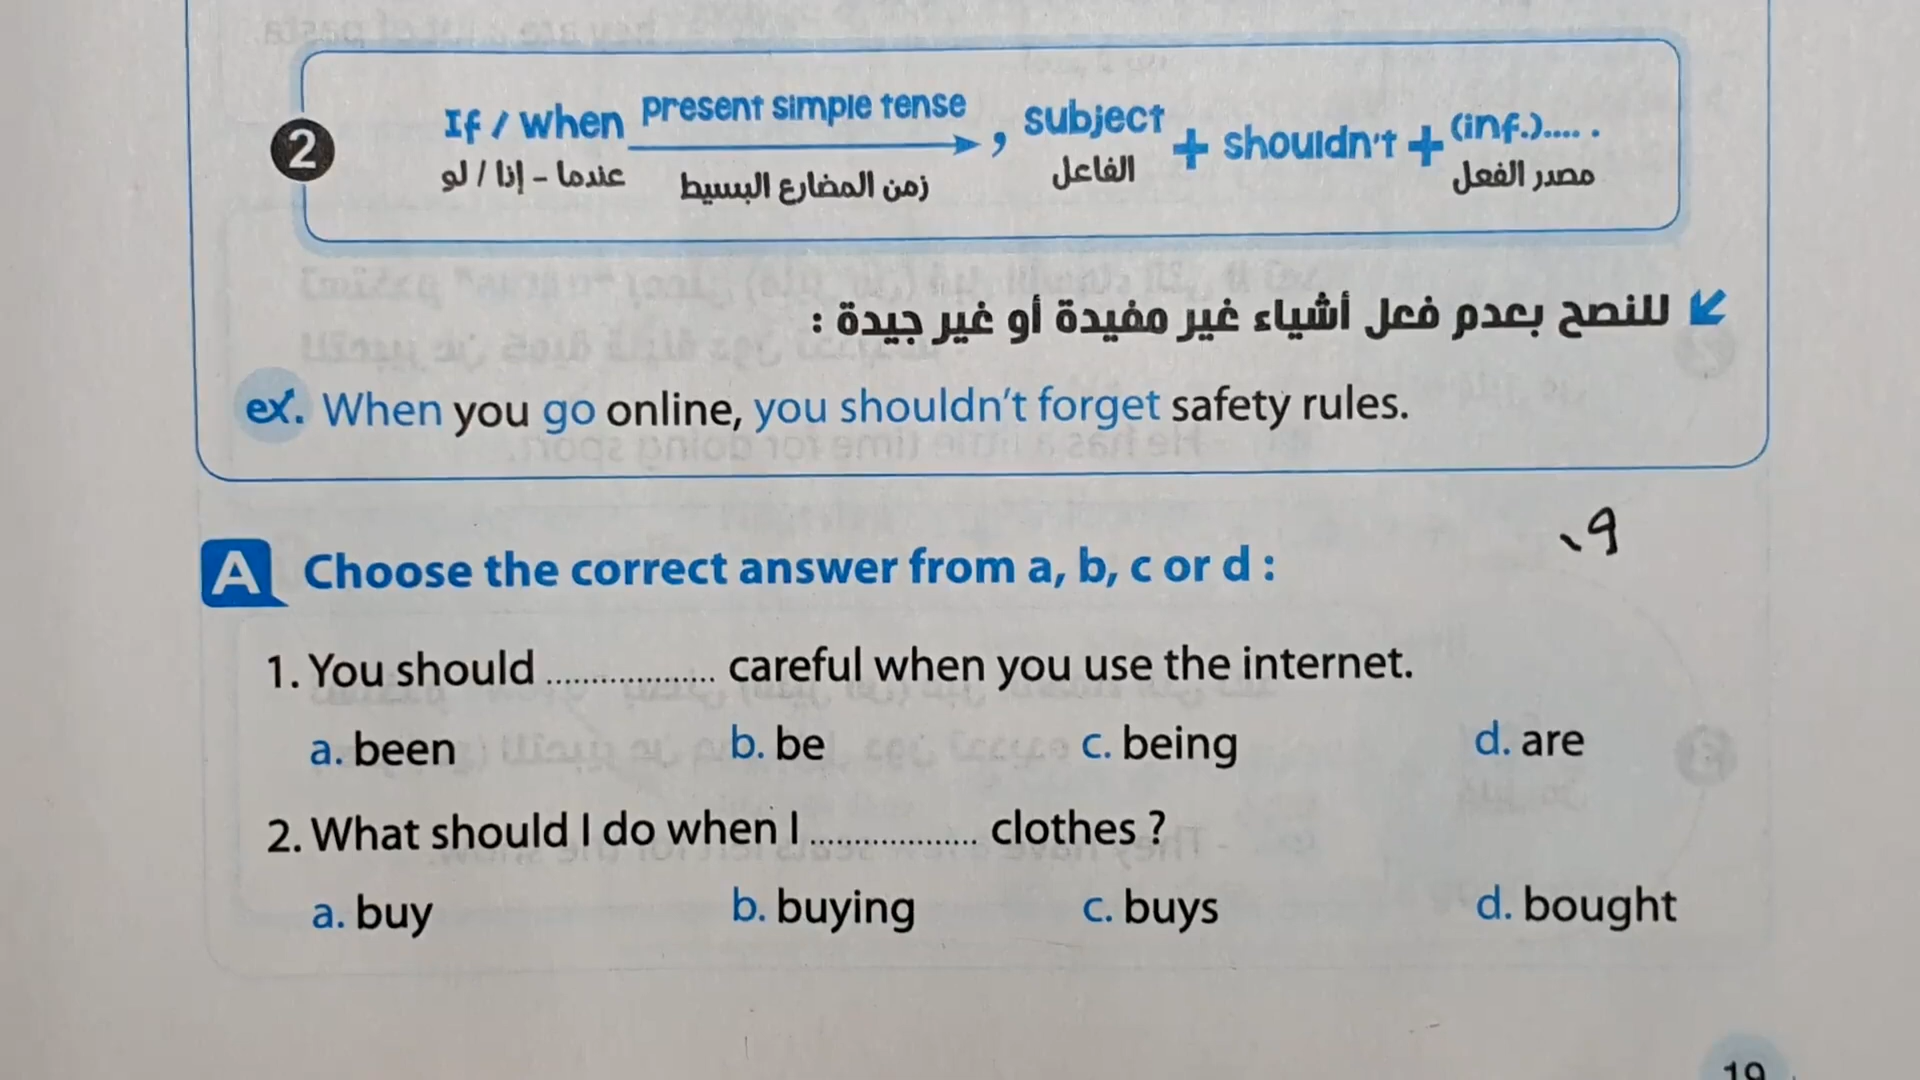 2 If / when present simple tense , subject + shouldn't + (inf.)..... .
عندما - إذا / لو زمن المضارع البسيط الفاعل مصدر الفعل
للنصح بعدم فعل أشياء غير مفيدة أو غير جيدة :
ex. When you go online, you shouldn't forget safety rules.
A Choose the correct answer from a, b, c or d :
1. You should ................. careful when you use the internet.
a. been b. be c. being d. are
2. What should I do when I ................. clothes ?
a. buy b. buying c. buys d. bought
19